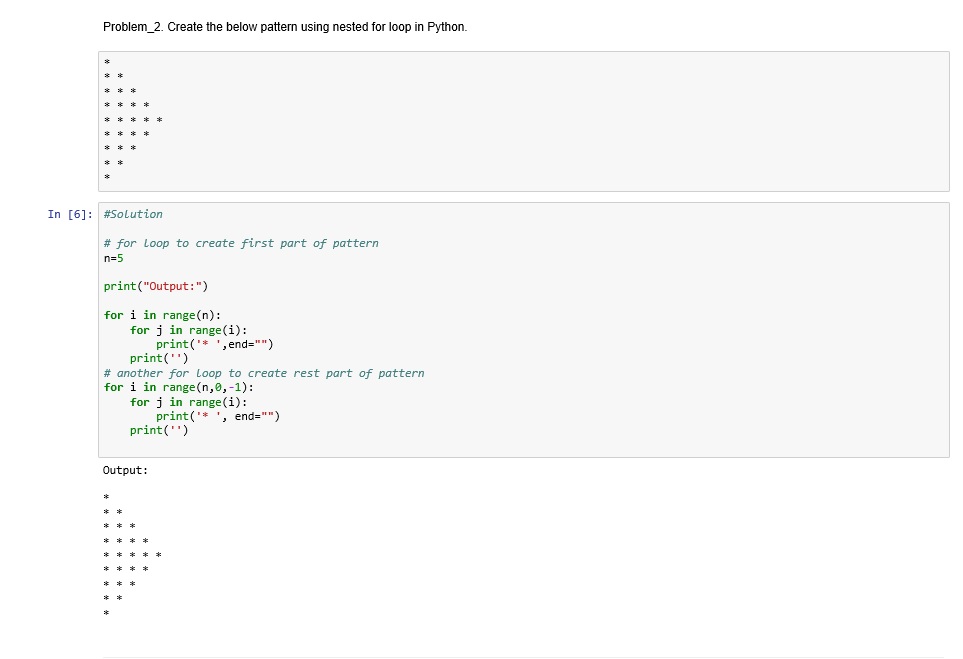 Problem_2. Create the below pattern using nested for loop in Python.
*
* *
* * *
* * * *
* * * * *
* * * *
* * *
* *
*
In [6]: #Solution
# for loop to create first part of pattern
n=5
print("Output:")
for i in range(n):
    for j in range(i):
        print('* ',end="")
    print('')
# another for loop to create rest part of pattern
for i in range(n,0,-1):
    for j in range(i):
        print('* ', end="")
    print('')
Output:
*
* *
* * *
* * * *
* * * * *
* * * *
* * *
* *
*